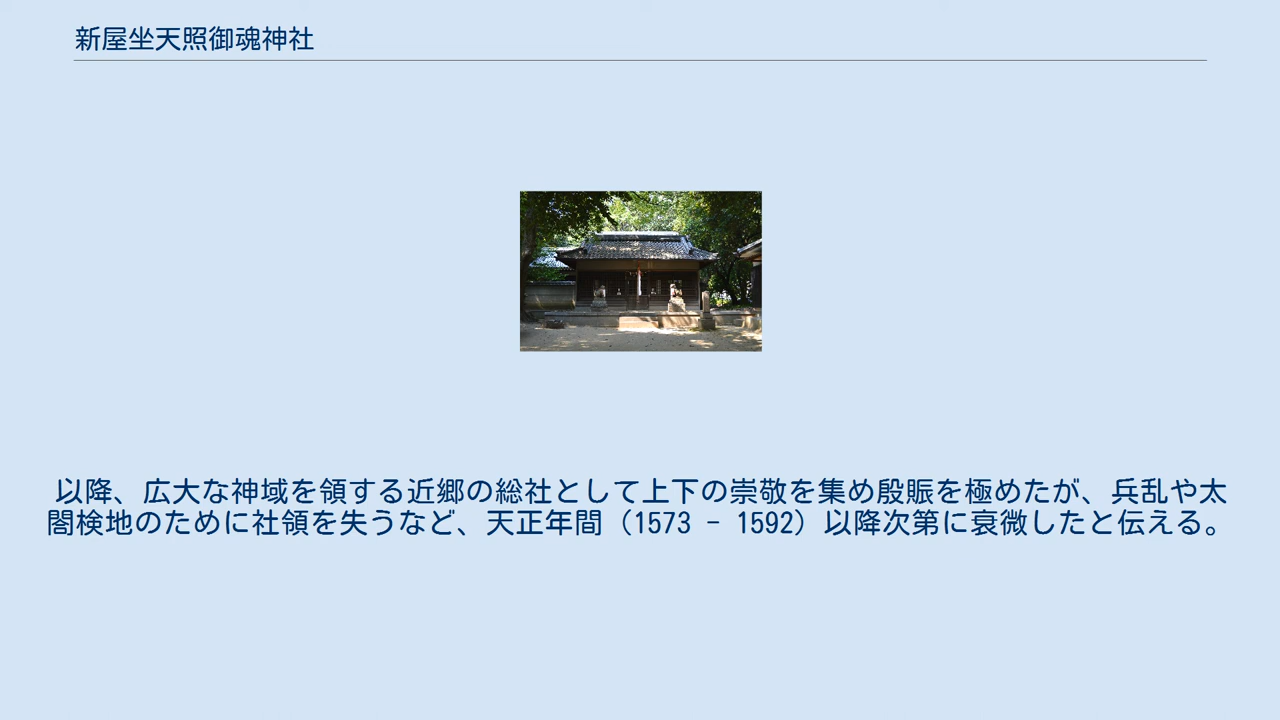 新屋坐天照御魂神社
以降、広大な神域を領する近郷の総社として上下の崇敬を集め殷賑を極めたが、兵乱や太
閤検地のために社領を失うなど、天正年間（1573 - 1592）以降次第に衰微したと伝える。